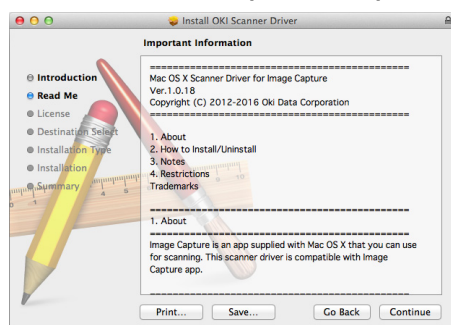 Install OKI Scanner Driver
Important Information
Introduction
Read Me
License
Destination Select
Installation Type
Installation
Summary
==========================================
Mac OS X Scanner Driver for Image Capture
Ver.1.0.18
Copyright (C) 2012-2016 Oki Data Corporation
==========================================
1. About
2. How to Install/Uninstall
3. Notes
4. Restrictions
Trademarks
==========================================
1. About
==========================================
Image Capture is an app supplied with Mac OS X that you can use
for scanning. This scanner driver is compatible with Image
Capture app.
==========================================
Print...
Save...
Go Back
Continue